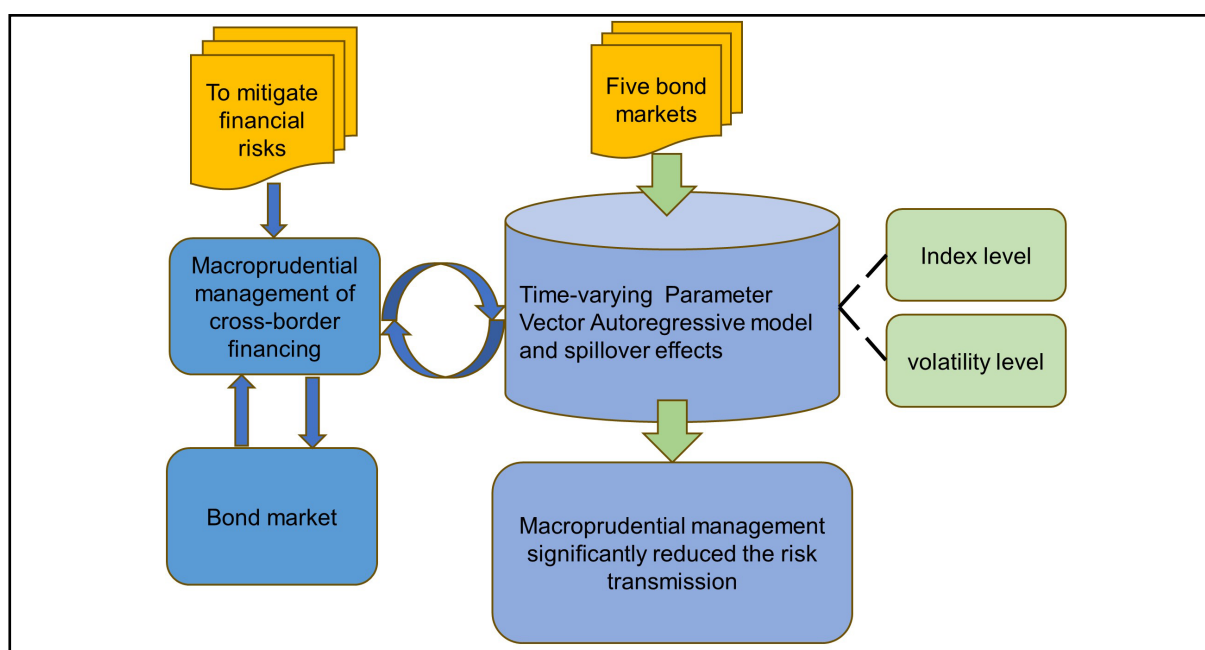 To mitigate
financial
risks
Five bond
markets
Macroprudential
management of
cross-border
financing
Time-varying Parameter
Vector Autoregressive model
and spillover effects
Index level
volatility level
Bond market
Macroprudential management
significantly reduced the risk
transmission